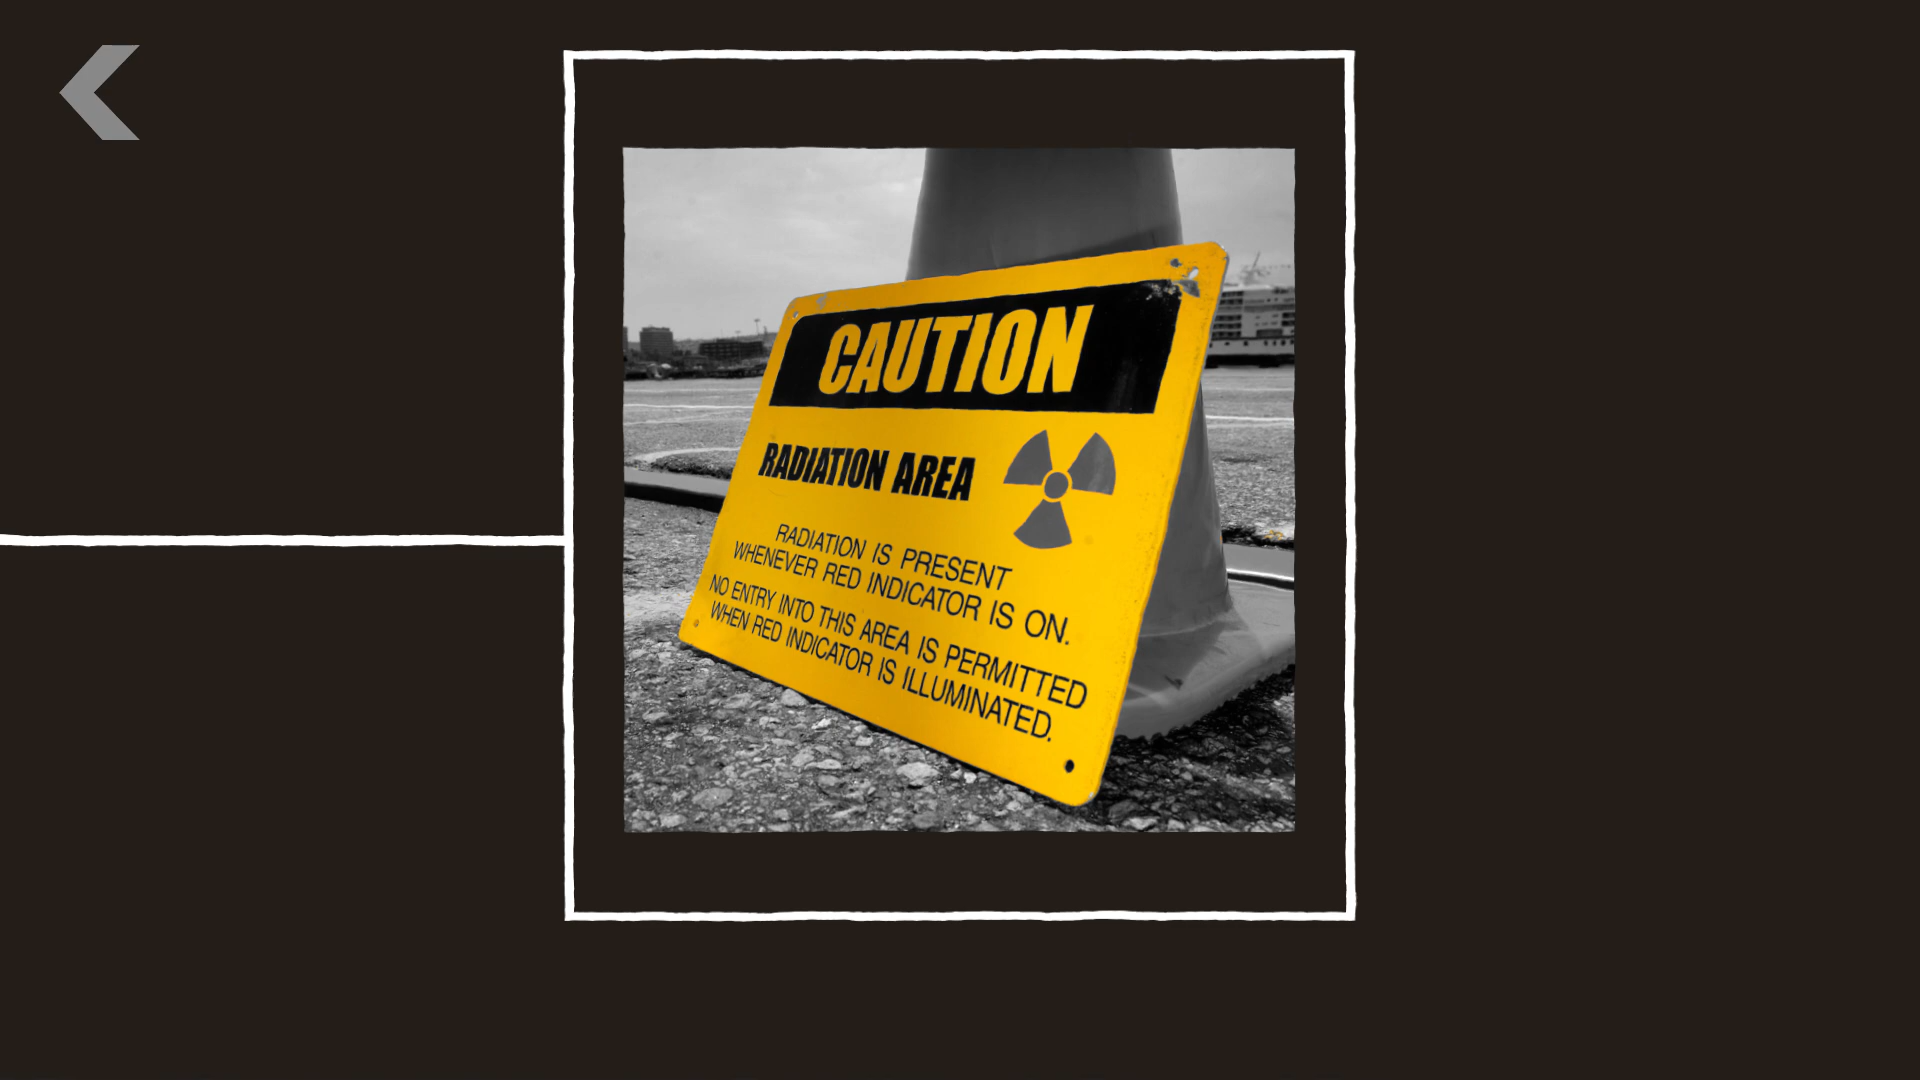 CAUTION
RADIATION AREA
RADIATION IS PRESENT
WHENEVER RED INDICATOR IS ON.
NO ENTRY INTO THIS AREA IS PERMITTED
WHEN RED INDICATOR IS ILLUMINATED.